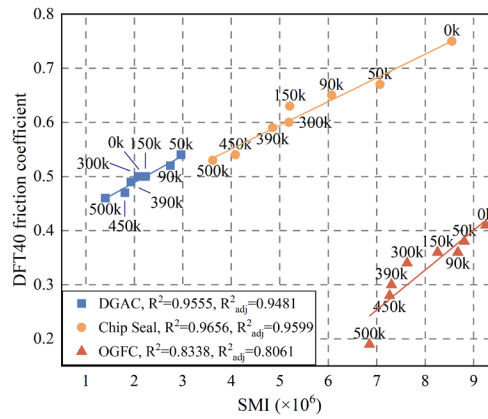 DFT40 friction coefficient
0.8
0.7
0.6
0.5
0.4
0.3
0.2
0k
50k
90k
150k
300k
390k
450k
500k
0k
150k
50k
300k
90k
390k
500k
450k
0k
50k
150k
300k
90k
390k
450k
500k
DGAC, R²=0.9555, R²adj=0.9481
Chip Seal, R²=0.9656, R²adj=0.9599
OGFC, R²=0.8338, R²adj=0.8061
1 2 3 4 5 6 7 8 9
SMI (×10⁶)